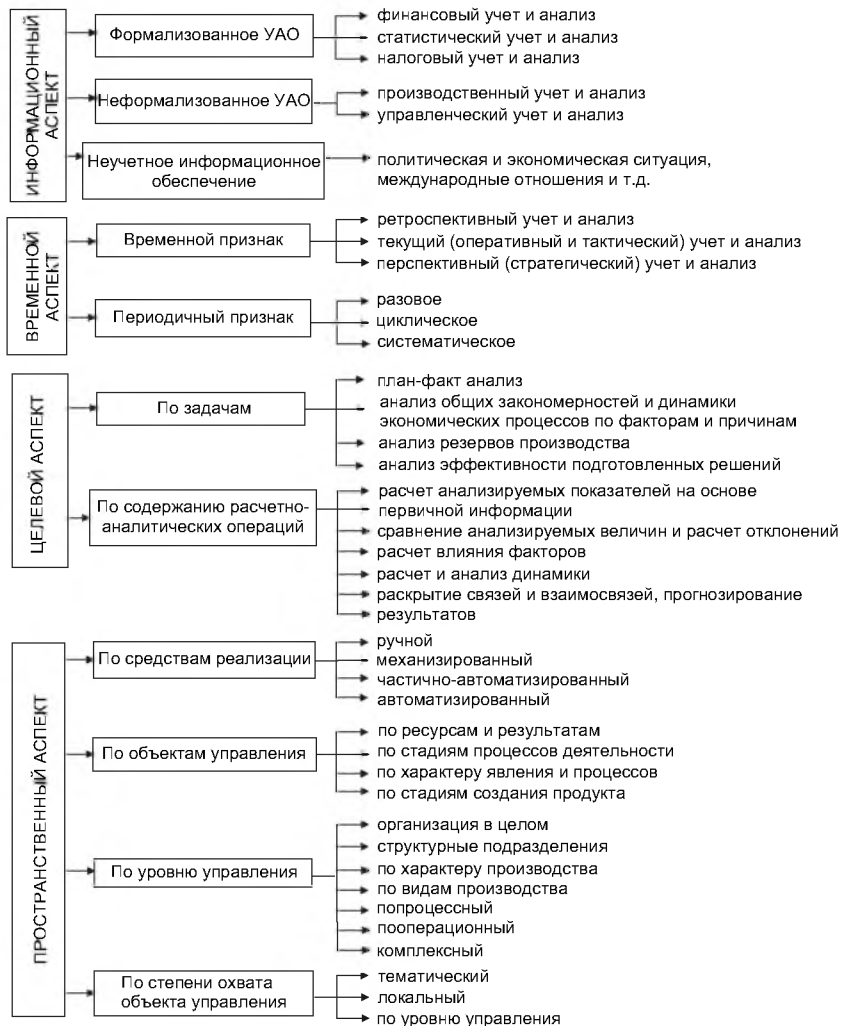 ИНФОРМАЦИОННЫЙ
АСПЕКТ
Формализованное УАО
финансовый учет и анализ
статистический учет и анализ
налоговый учет и анализ
Неформализованное УАО
производственный учет и анализ
управленческий учет и анализ
Неучетное информационное
обеспечение
политическая и экономическая ситуация,
международные отношения и т.д.
ВРЕМЕННОЙ
АСПЕКТ
Временной признак
ретроспективный учет и анализ
текущий (оперативный и тактический) учет и анализ
перспективный (стратегический) учет и анализ
Периодичный признак
разовое
циклическое
систематическое
ЦЕЛЕВОЙ АСПЕКТ
По задачам
план-факт анализ
анализ общих закономерностей и динамики
экономических процессов по факторам и причинам
анализ резервов производства
анализ эффективности подготовленных решений
По содержанию расчетно-
аналитических операций
расчет анализируемых показателей на основе
первичной информации
сравнение анализируемых величин и расчет отклонений
расчет влияния факторов
расчет и анализ динамики
раскрытие связей и взаимосвязей, прогнозирование
результатов
ПРОСТРАНСТВЕННЫЙ АСПЕКТ
По средствам реализации
ручной
механизированный
частично-автоматизированный
автоматизированный
По объектам управления
по ресурсам и результатам
по стадиям процессов деятельности
по характеру явления и процессов
по стадиям создания продукта
По уровню управления
организация в целом
структурные подразделения
по характеру производства
по видам производства
попроцессный
пооперационный
комплексный
По степени охвата
объекта управления
тематический
локальный
по уровню управления